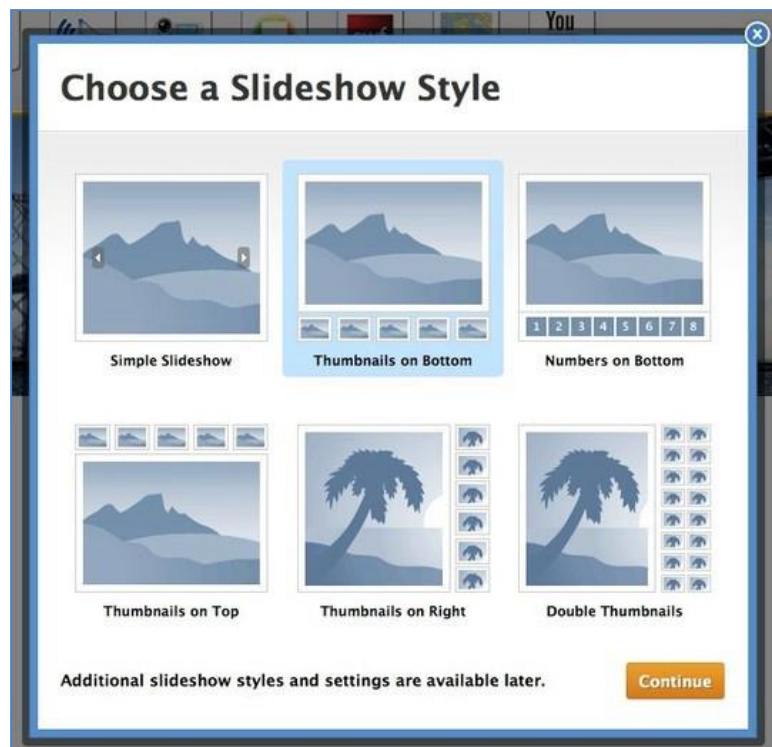 You
Choose a Slideshow Style
Simple Slideshow
Thumbnails on Bottom
1 2 3 4 5 6 7 8
Numbers on Bottom
Thumbnails on Top
Thumbnails on Right
Double Thumbnails
Additional slideshow styles and settings are available later.
Continue